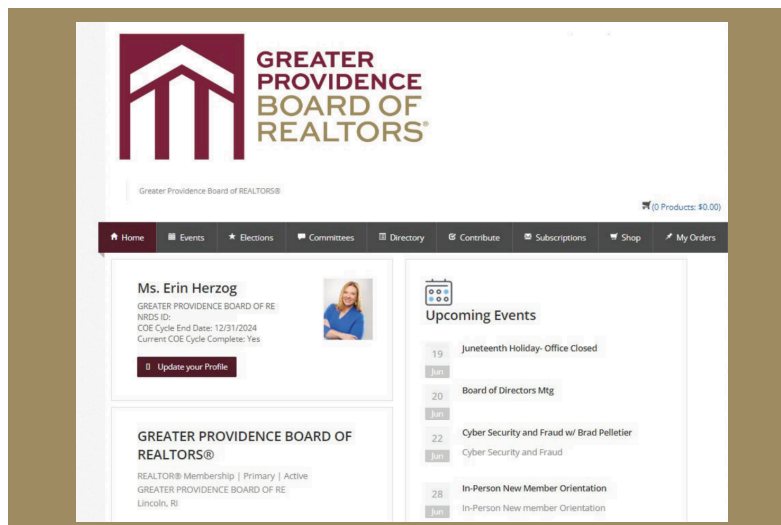 GREATER
PROVIDENCE
BOARD OF
REALTORS®
Greater Providence Board of REALTORS®
(0 Products: $0.00)
Home Events Elections Committees Directory Contribute Subscriptions Shop My Orders
Ms. Erin Herzog
GREATER PROVIDENCE BOARD OF RE
NRDS ID:
COE Cycle End Date: 12/31/2024
Current COE Cycle Complete: Yes
Update your Profile
GREATER PROVIDENCE BOARD OF
REALTORS®
REALTOR® Membership | Primary | Active
GREATER PROVIDENCE BOARD OF RE
Lincoln, RI
Upcoming Events
19 Juneteenth Holiday- Office Closed
Jun
20 Board of Directors Mtg
Jun
22 Cyber Security and Fraud w/ Brad Pelletier
Jun Cyber Security and Fraud
28 In-Person New Member Orientation
Jun In-Person New member Orientation